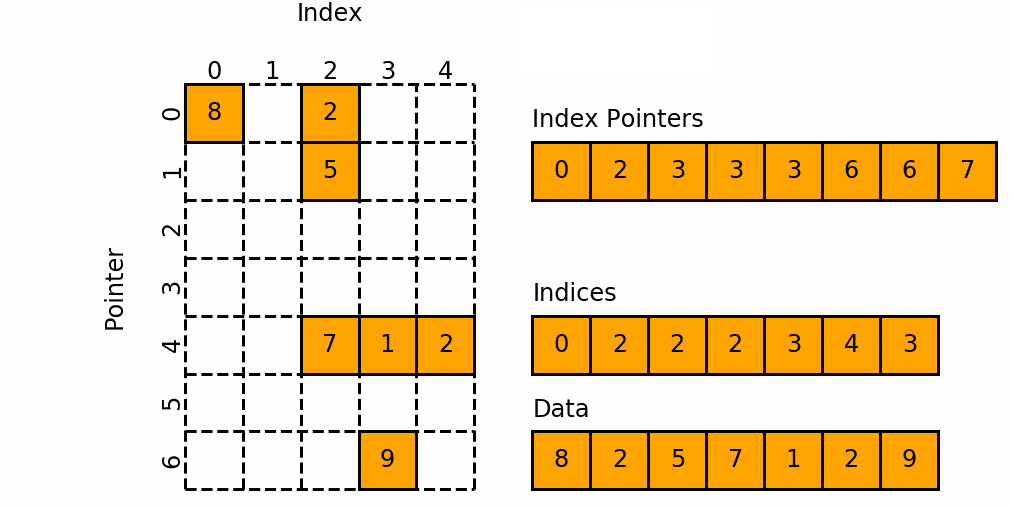 Index
0 1 2 3 4
Pointer
0 8 2
1 5
2
3
4 7 1 2
5
6 9
Index Pointers
0 2 3 3 3 6 6 7
Indices
0 2 2 2 3 4 3
Data
8 2 5 7 1 2 9